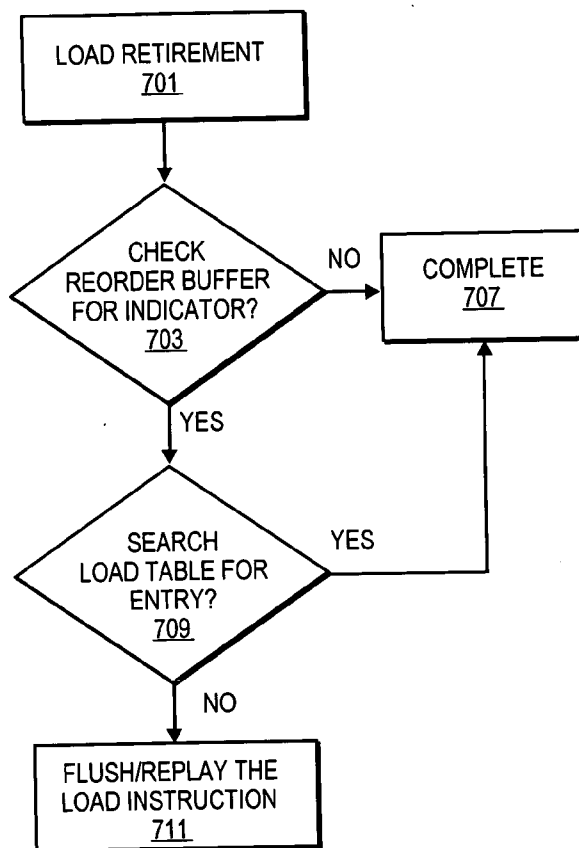 LOAD RETIREMENT
701
CHECK
REORDER BUFFER
FOR INDICATOR?
703
NO
COMPLETE
707
YES
SEARCH
LOAD TABLE FOR
ENTRY?
709
YES
NO
FLUSH/REPLAY THE
LOAD INSTRUCTION
711